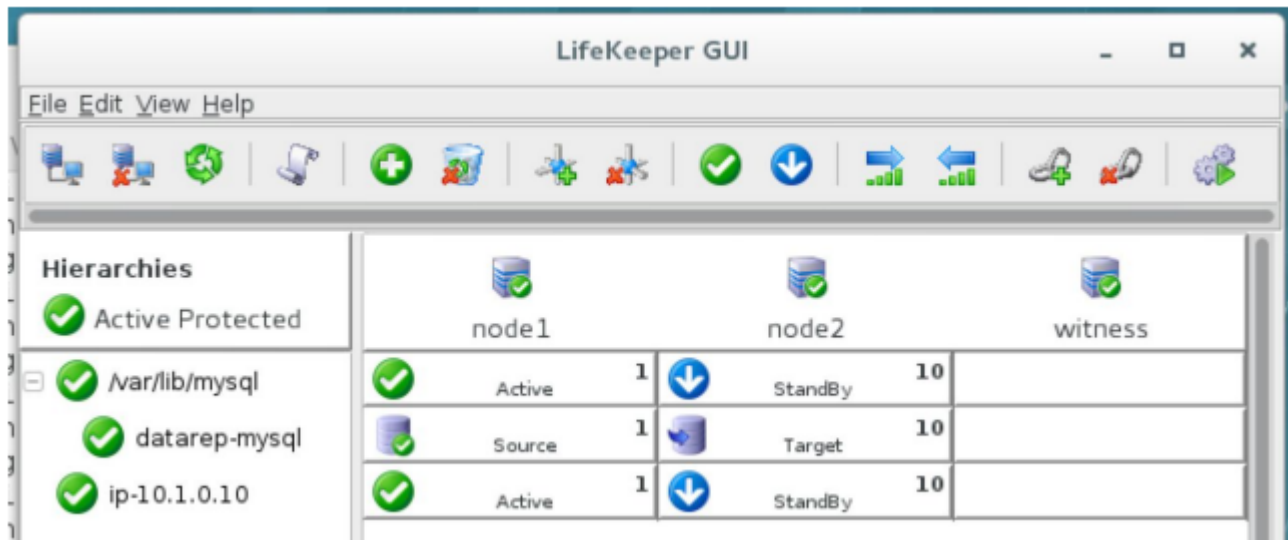 LifeKeeper GUI
File Edit View Help
Hierarchies
Active Protected
node1 node2 witness
/var/lib/mysql Active 1 StandBy 10
datarep-mysql Source 1 Target 10
ip-10.1.0.10 Active 1 StandBy 10